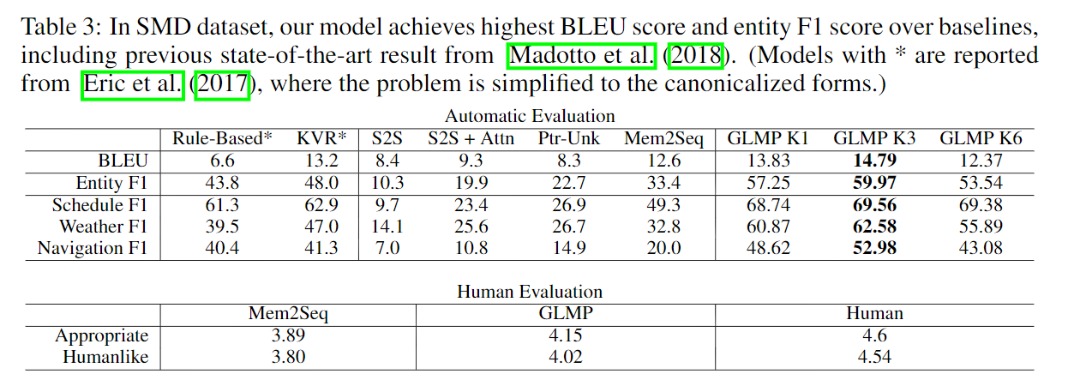 Table 3: In SMD dataset, our model achieves highest BLEU score and entity F1 score over baselines,
including previous state-of-the-art result from Madotto et al. (2018). (Models with * are reported
from Eric et al. (2017), where the problem is simplified to the canonicalized forms.)
Automatic Evaluation
Rule-Based* KVR* S2S S2S + Attn Ptr-Unk Mem2Seq GLMP K1 GLMP K3 GLMP K6
BLEU 6.6 13.2 8.4 9.3 8.3 12.6 13.83 14.79 12.37
Entity F1 43.8 48.0 10.3 19.9 22.7 33.4 57.25 59.97 53.54
Schedule F1 61.3 62.9 9.7 23.4 26.9 49.3 68.74 69.56 69.38
Weather F1 39.5 47.0 14.1 25.6 26.7 32.8 60.87 62.58 55.89
Navigation F1 40.4 41.3 7.0 10.8 14.9 20.0 48.62 52.98 43.08
Human Evaluation
Mem2Seq GLMP Human
Appropriate 3.89 4.15 4.6
Humanlike 3.80 4.02 4.54